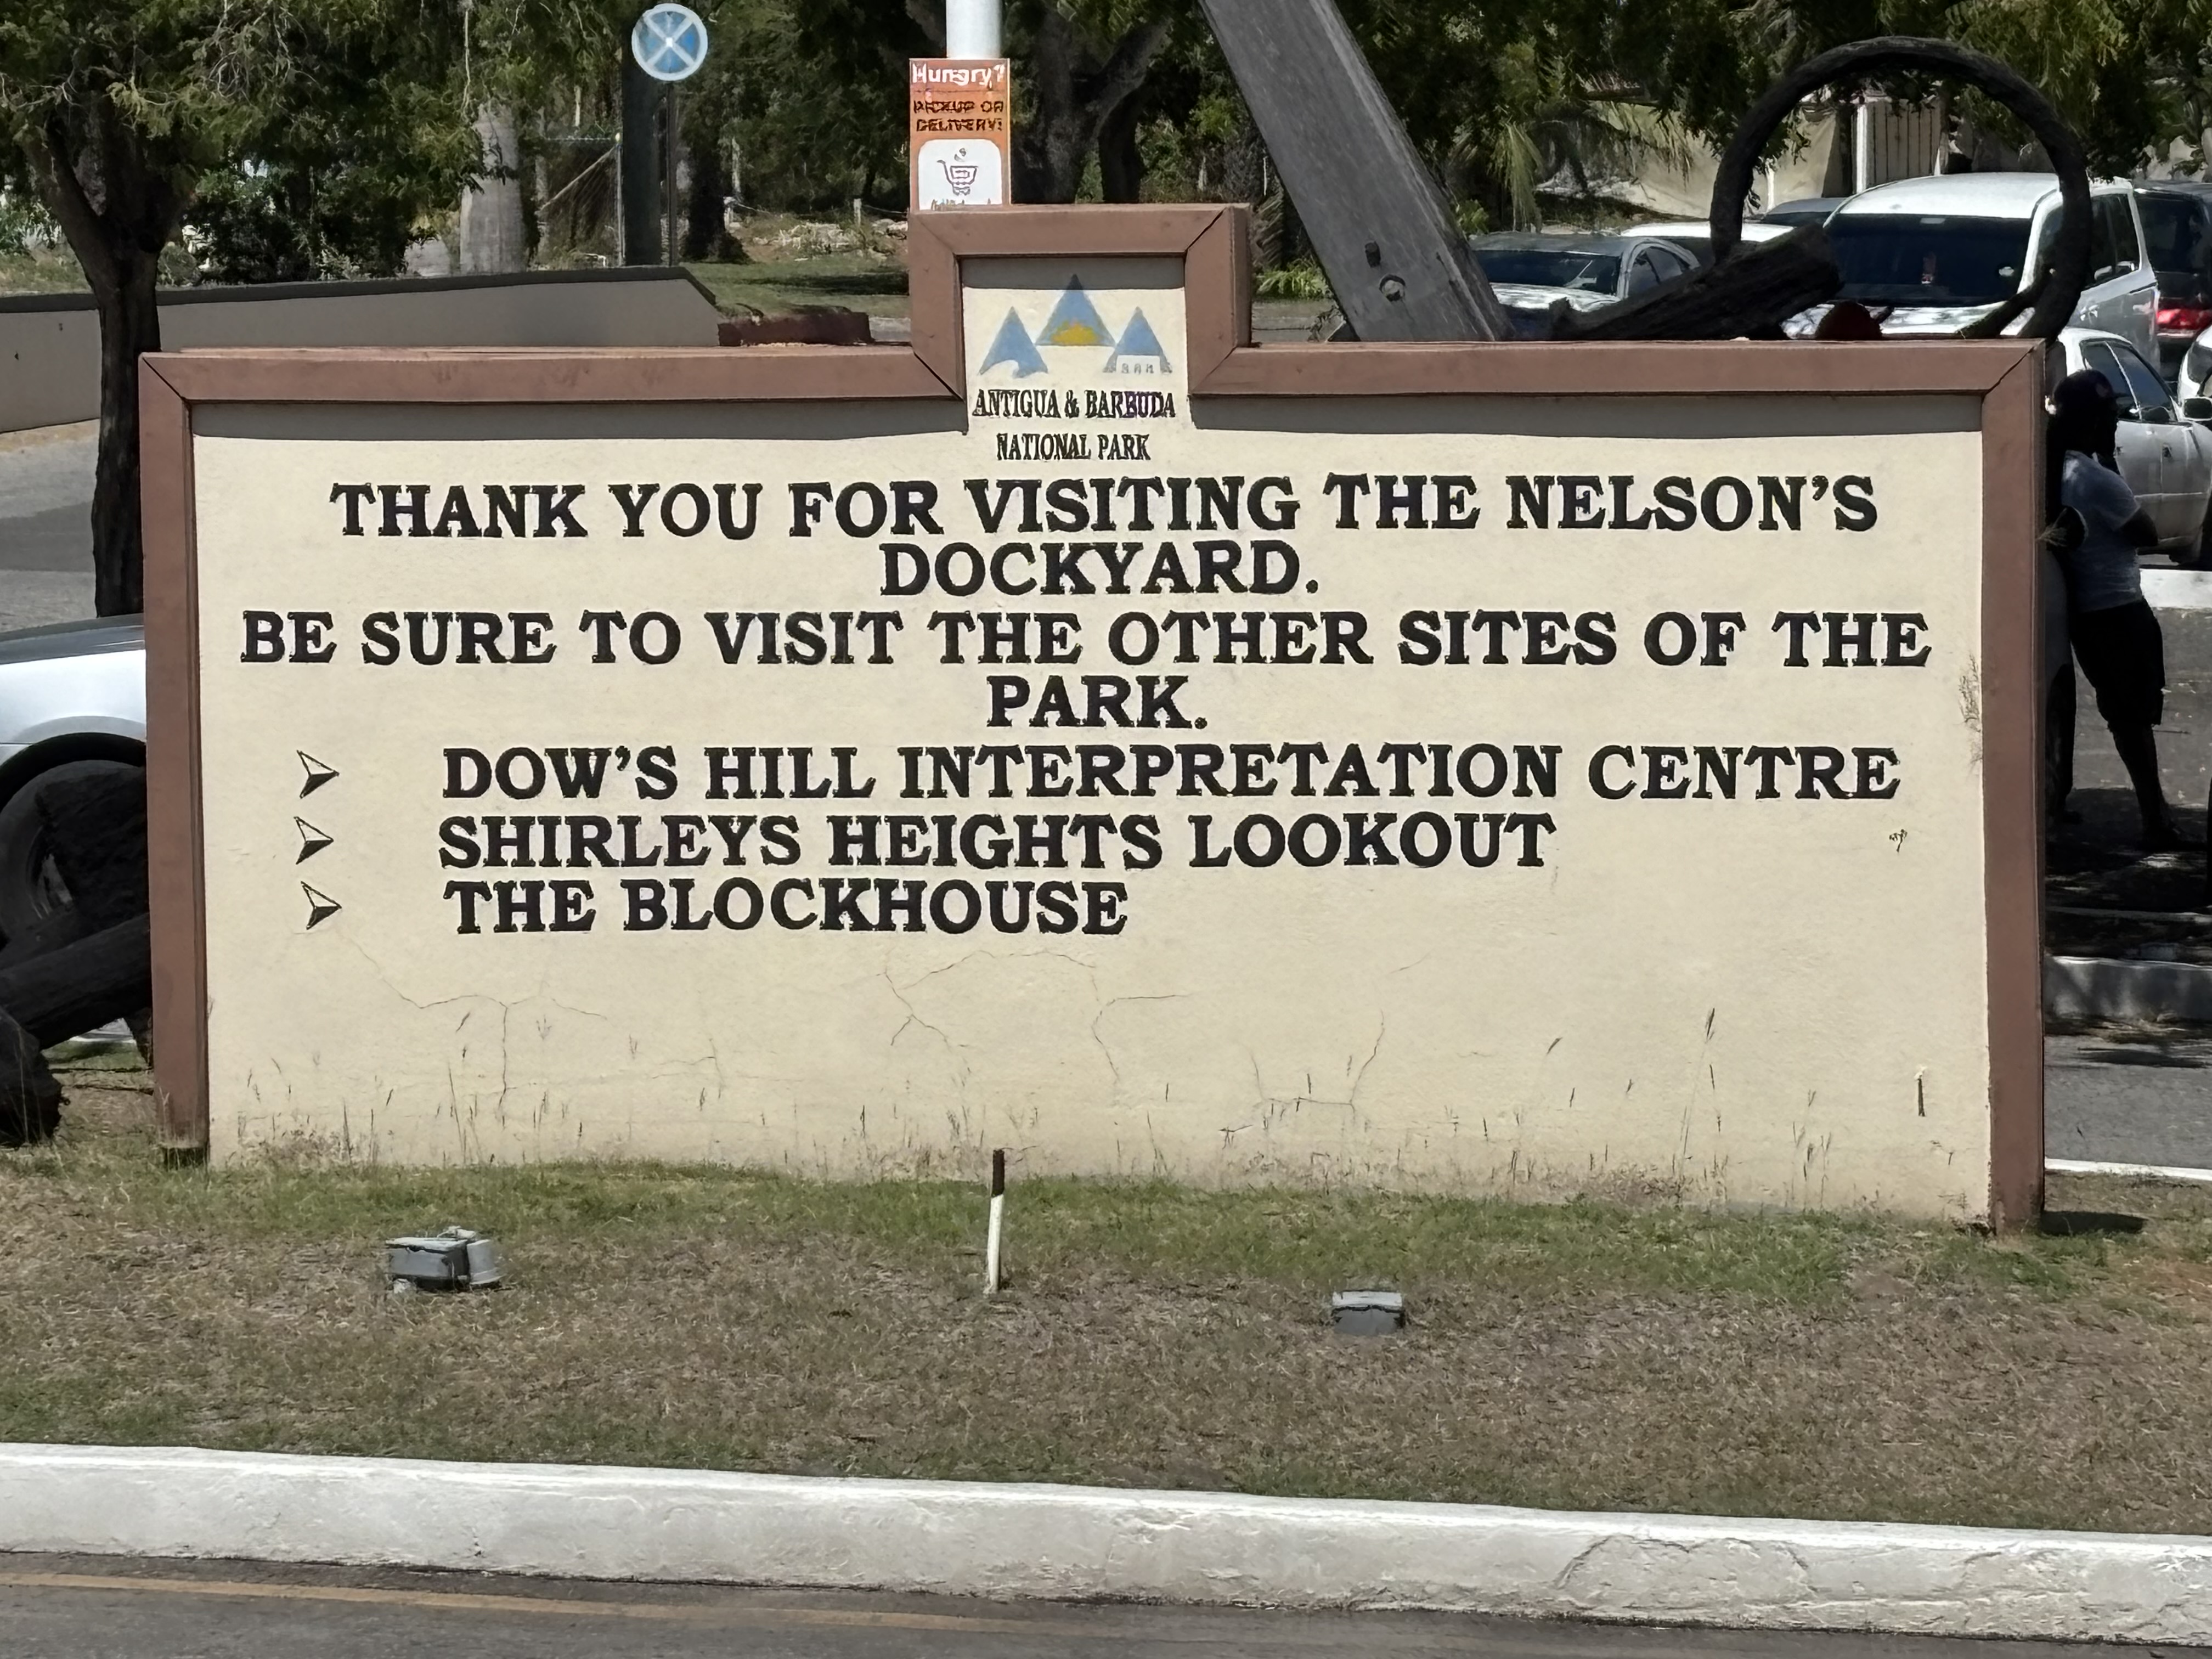 Hungry?
PICKUP OR
DELIVERY!
ANTIGUA & BARBUDA
NATIONAL PARK
THANK YOU FOR VISITING THE NELSON'S
DOCKYARD.
BE SURE TO VISIT THE OTHER SITES OF THE
PARK.
DOW'S HILL INTERPRETATION CENTRE
SHIRLEYS HEIGHTS LOOKOUT
THE BLOCKHOUSE